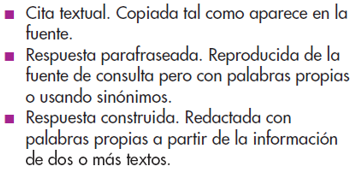 ■ Cita textual. Copiada tal como aparece en la
fuente.
■ Respuesta parafraseada. Reproducida de la
fuente de consulta pero con palabras propias
o usando sinónimos.
■ Respuesta construida. Redactada con
palabras propias a partir de la información
de dos o más textos.